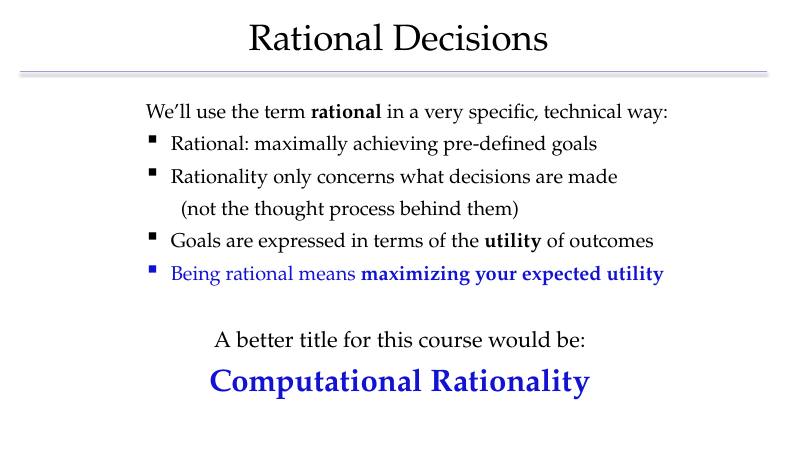 Rational Decisions
We’ll use the term rational in a very specific, technical way:
▪ Rational: maximally achieving pre-defined goals
▪ Rationality only concerns what decisions are made
(not the thought process behind them)
▪ Goals are expressed in terms of the utility of outcomes
▪ Being rational means maximizing your expected utility
A better title for this course would be:
Computational Rationality